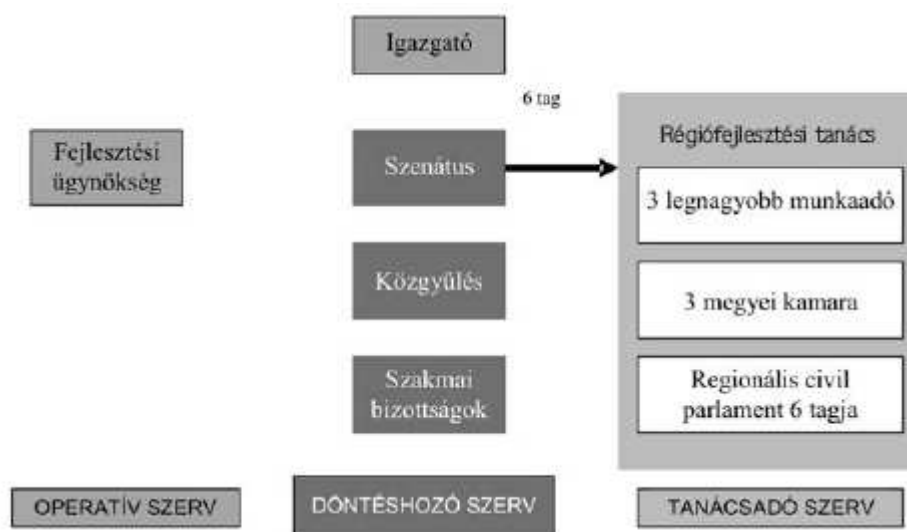 Igazgató
6 tag
Fejlesztési
ügynökség
Szenátus
Közgyűlés
Szakmai
bizottságok
Régiófejlesztési tanács
3 legnagyobb munkaadó
3 megyei kamara
Regionális civil
parlament 6 tagja
OPERATÍV SZERV
DÖNTÉSHOZÓ SZERV
TANÁCSADÓ SZERV